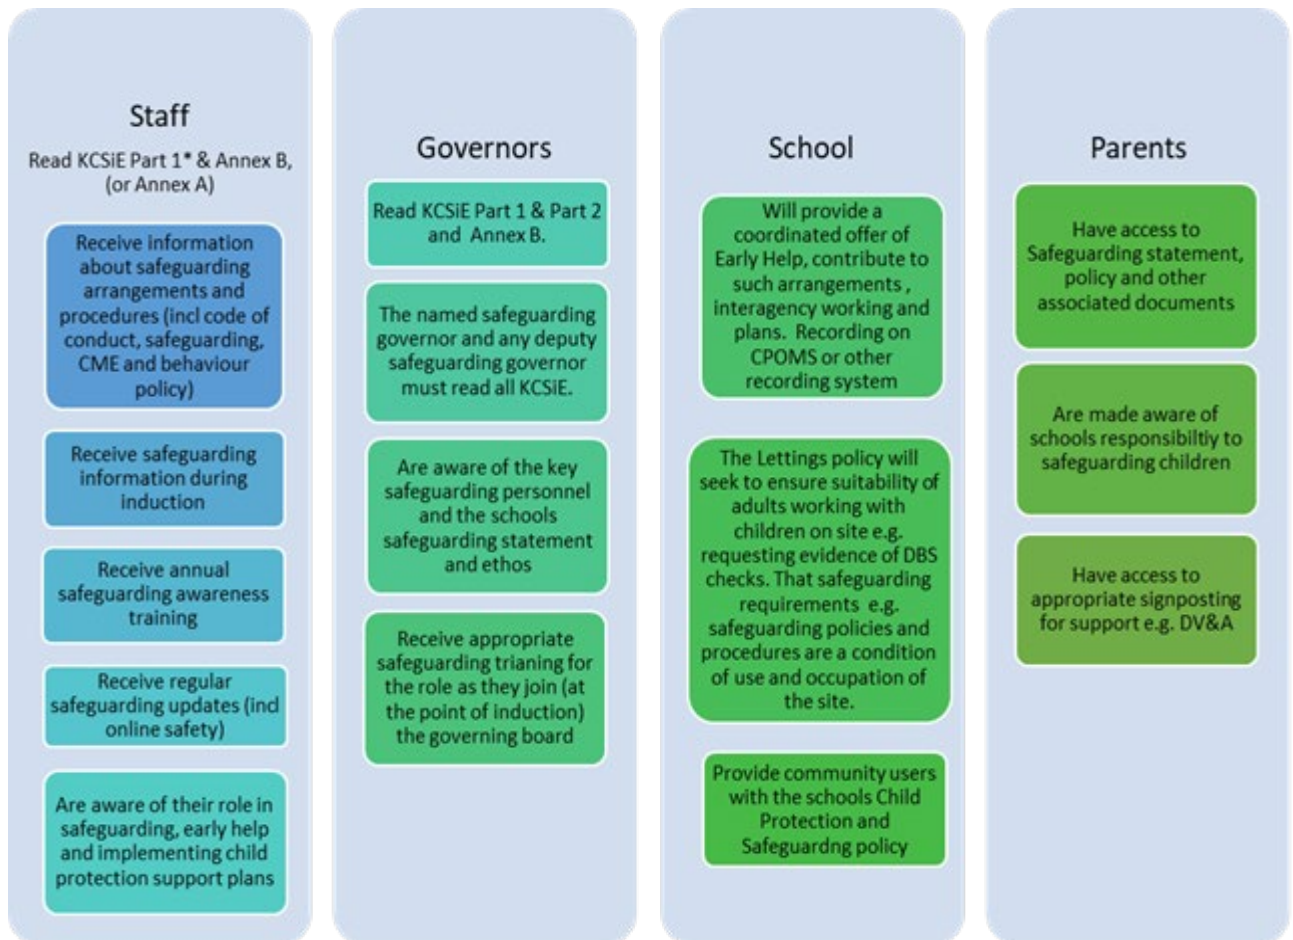 Staff
Read KCSiE Part 1* & Annex B,
(or Annex A)
Receive information
about safeguarding
arrangements and
procedures (incl code of
conduct, safeguarding,
CME and behaviour
policy)
Receive safeguarding
information during
induction
Receive annual
safeguarding awareness
training
Receive regular
safeguarding updates (incl
online safety)
Are aware of their role in
safeguarding, early help
and implementing child
protection support plans
Governors
Read KCSiE Part 1 & Part 2
and Annex B.
The named safeguarding
governor and any deputy
safeguarding governor
must read all KCSiE.
Are aware of the key
safeguarding personnel
and the schools
safeguarding statement
and ethos
Receive appropriate
safeguarding trianing for
the role as they join (at
the point of induction)
the governing board
School
Will provide a
coordinated offer of
Early Help, contribute to
such arrangements ,
interagency working and
plans. Recording on
CPOMS or other
recording system
The Lettings policy will
seek to ensure suitability of
adults working with
children on site e.g.
requesting evidence of DBS
checks. That safeguarding
requirements e.g.
safeguarding policies and
procedures are a condition
of use and occupation of
the site.
Provide community users
with the schools Child
Protection and
Safeguardng policy
Parents
Have access to
Safeguarding statement,
policy and other
associated documents
Are made aware of
schools responsibiltiy to
safeguarding children
Have access to
appropriate signposting
for support e.g. DV&A